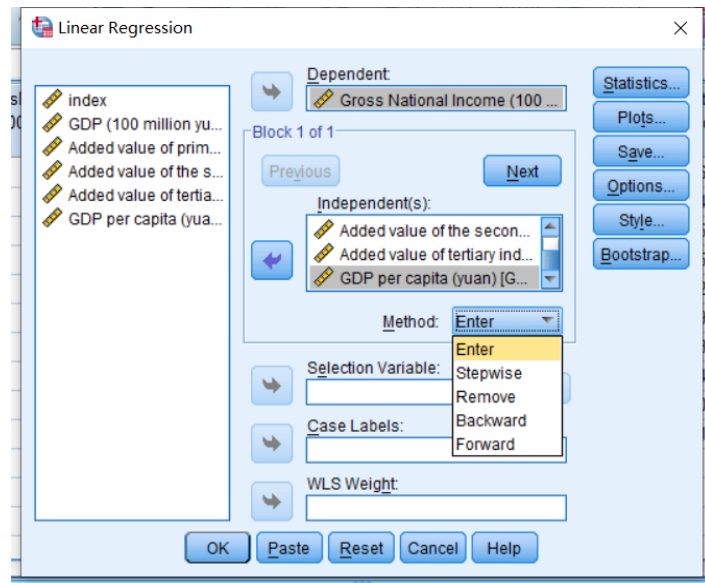 Linear Regression
index
GDP (100 million yu...
Added value of prim...
Added value of the s...
Added value of tertia...
GDP per capita (yua...
Dependent:
Gross National Income (100 ...
Block 1 of 1
Previous
Next
Independent(s):
Added value of the secon...
Added value of tertiary ind...
GDP per capita (yuan) [G...
Method:
Enter
Enter
Stepwise
Remove
Backward
Forward
Selection Variable:
Case Labels:
WLS Weight:
Statistics...
Plots...
Save...
Options...
Style...
Bootstrap...
OK
Paste
Reset
Cancel
Help